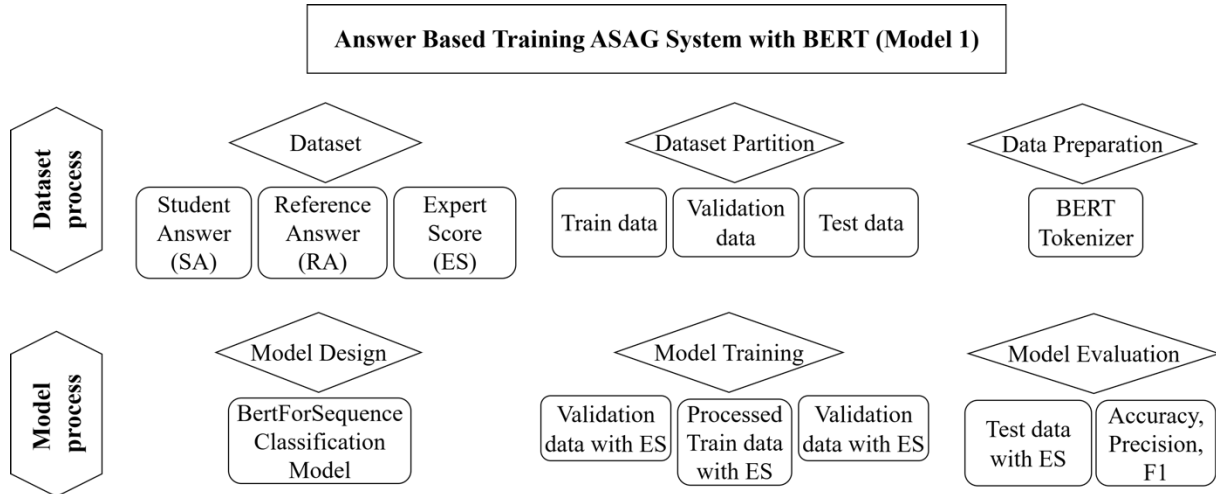 Answer Based Training ASAG System with BERT (Model 1)
Dataset
process
Dataset
Student
Answer
(SA)
Reference
Answer
(RA)
Expert
Score
(ES)
Dataset Partition
Train data
Validation
data
Test data
Data Preparation
BERT
Tokenizer
Model
process
Model Design
BertForSequence
Classification
Model
Model Training
Validation
data with ES
Processed
Train data
with ES
Validation
data with ES
Model Evaluation
Test data
with ES
Accuracy,
Precision,
F1